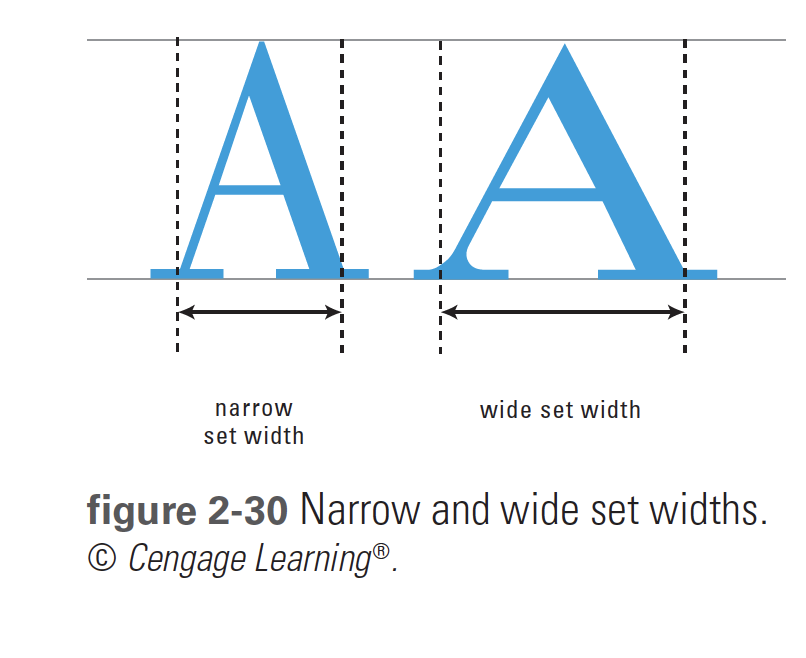 A A
narrow
set width
wide set width
figure 2-30 Narrow and wide set widths.
© Cengage Learning®.